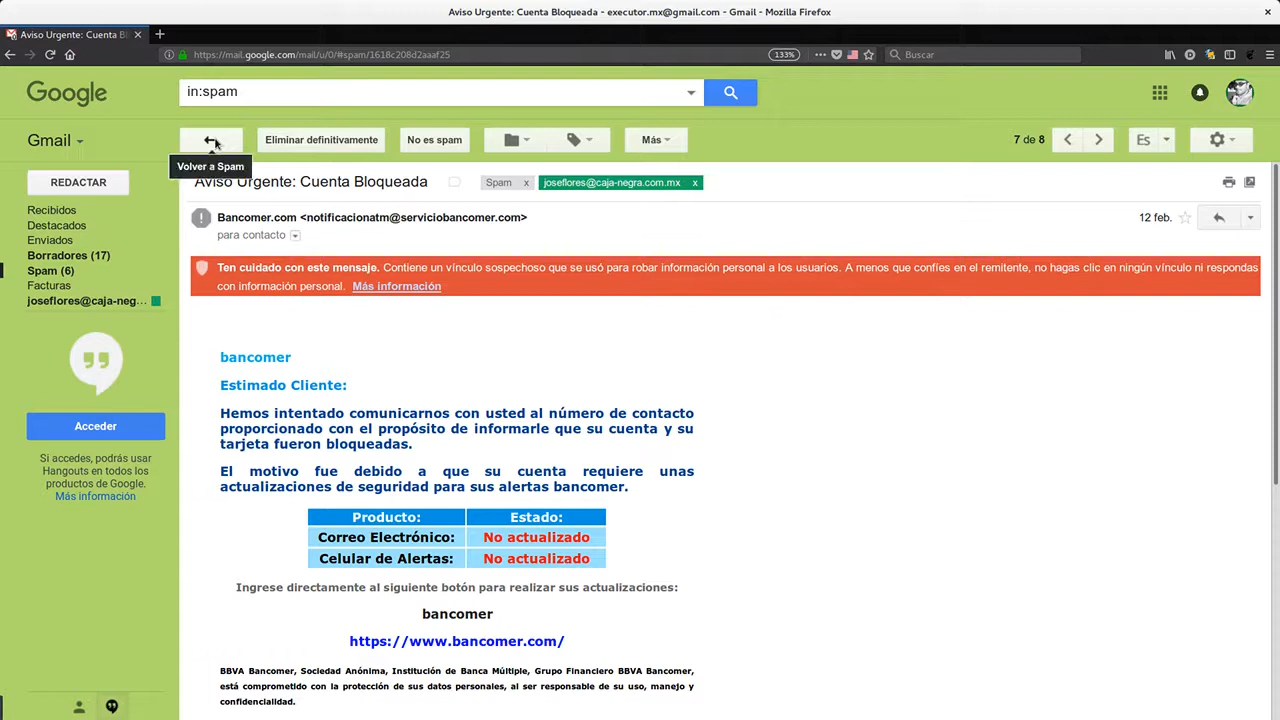 Aviso Urgente: Cuenta Bloqueada - executor.mx@gmail.com - Gmail - Mozilla Firefox
Aviso Urgente: Cuenta Bl
https://mail.google.com/mail/u/0/#spam/1618c208d2aaaf25
133%
Buscar
Google
in:spam
Gmail
Eliminar definitivamente
No es spam
Más
7 de 8
Es
Volver a Spam
REDACTAR
Aviso Urgente: Cuenta Bloqueada
Spam x
joseflores@caja-negra.com.mx x
Recibidos
Destacados
Enviados
Borradores (17)
Spam (6)
Facturas
joseflores@caja-neg...
Bancomer.com <notificacionatm@serviciobancomer.com>
12 feb.
para contacto
Ten cuidado con este mensaje. Contiene un vínculo sospechoso que se usó para robar información personal a los usuarios. A menos que confíes en el remitente, no hagas clic en ningún vínculo ni respondas
con información personal. Más información
Acceder
Si accedes, podrás usar
Hangouts en todos los
productos de Google.
Más información
bancomer
Estimado Cliente:
Hemos intentado comunicarnos con usted al número de contacto
proporcionado con el propósito de informarle que su cuenta y su
tarjeta fueron bloqueadas.
El motivo fue debido a que su cuenta requiere unas
actualizaciones de seguridad para sus alertas bancomer.
Producto: Estado:
Correo Electrónico: No actualizado
Celular de Alertas: No actualizado
Ingrese directamente al siguiente botón para realizar sus actualizaciones:
bancomer
https://www.bancomer.com/
BBVA Bancomer, Sociedad Anónima, Institución de Banca Múltiple, Grupo Financiero BBVA Bancomer,
está comprometido con la protección de sus datos personales, al ser responsable de su uso, manejo y
confidencialidad.